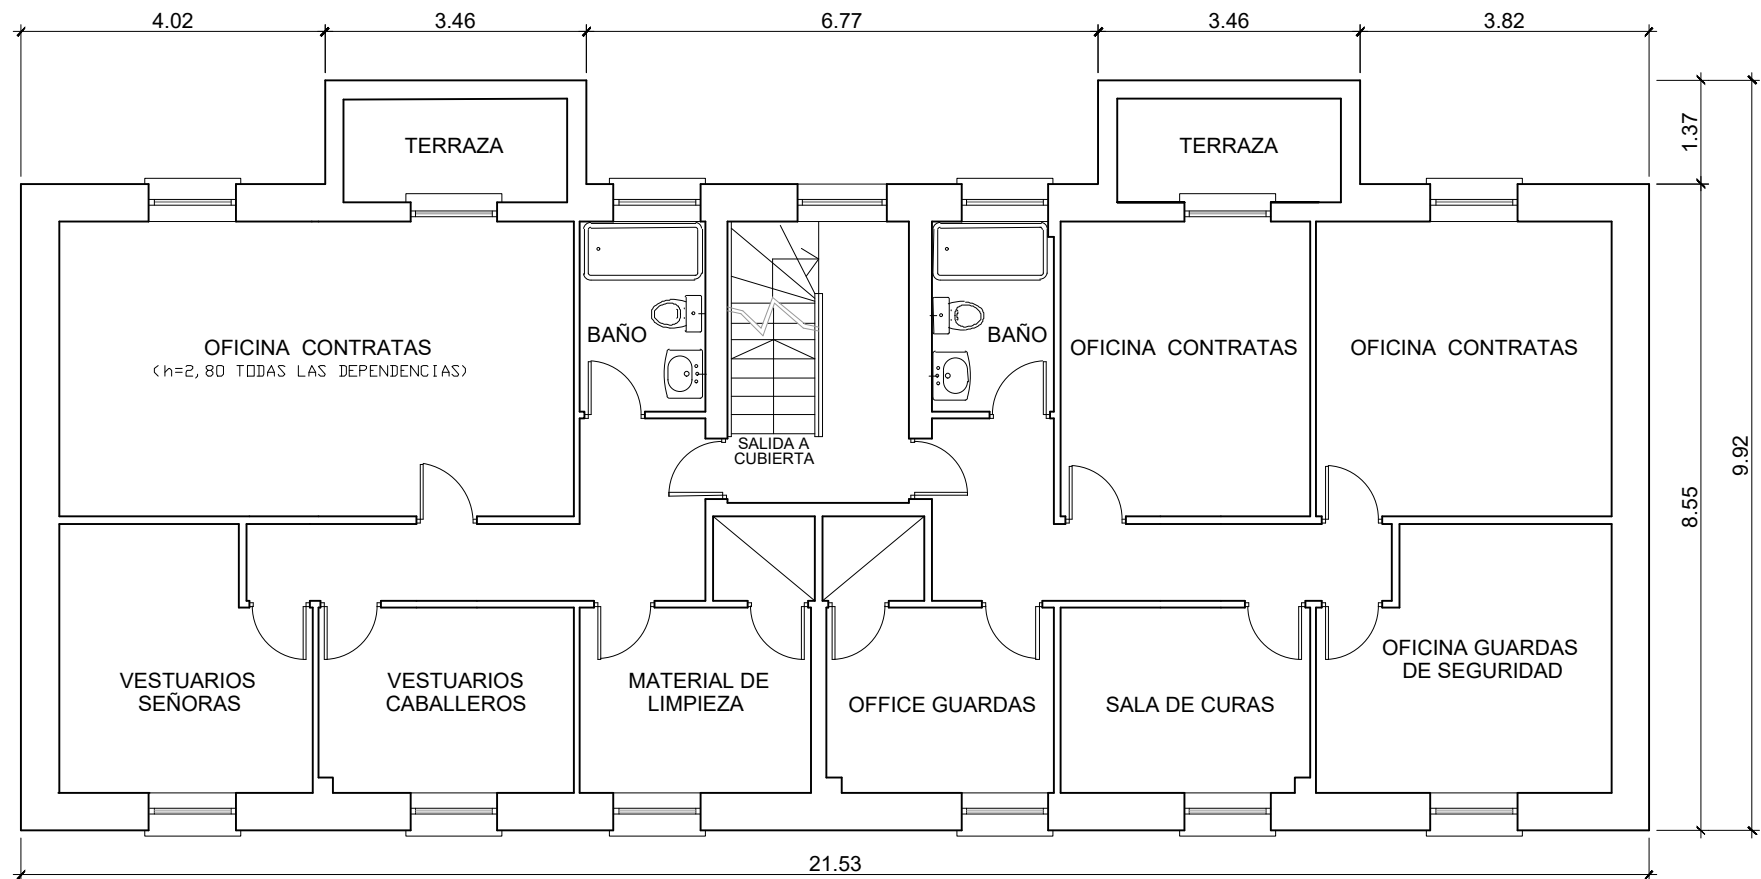 4.02
3.46
6.77
3.46
3.82
TERRAZA
TERRAZA
1.37
BAÑO
BAÑO
OFICINA CONTRATAS
(h=2,80 TODAS LAS DEPENDENCIAS)
OFICINA CONTRATAS
OFICINA CONTRATAS
SALIDA A
CUBIERTA
9.92
8.55
VESTUARIOS
SEÑORAS
VESTUARIOS
CABALLEROS
MATERIAL DE
LIMPIEZA
OFFICE GUARDAS
SALA DE CURAS
OFICINA GUARDAS
DE SEGURIDAD
21.53